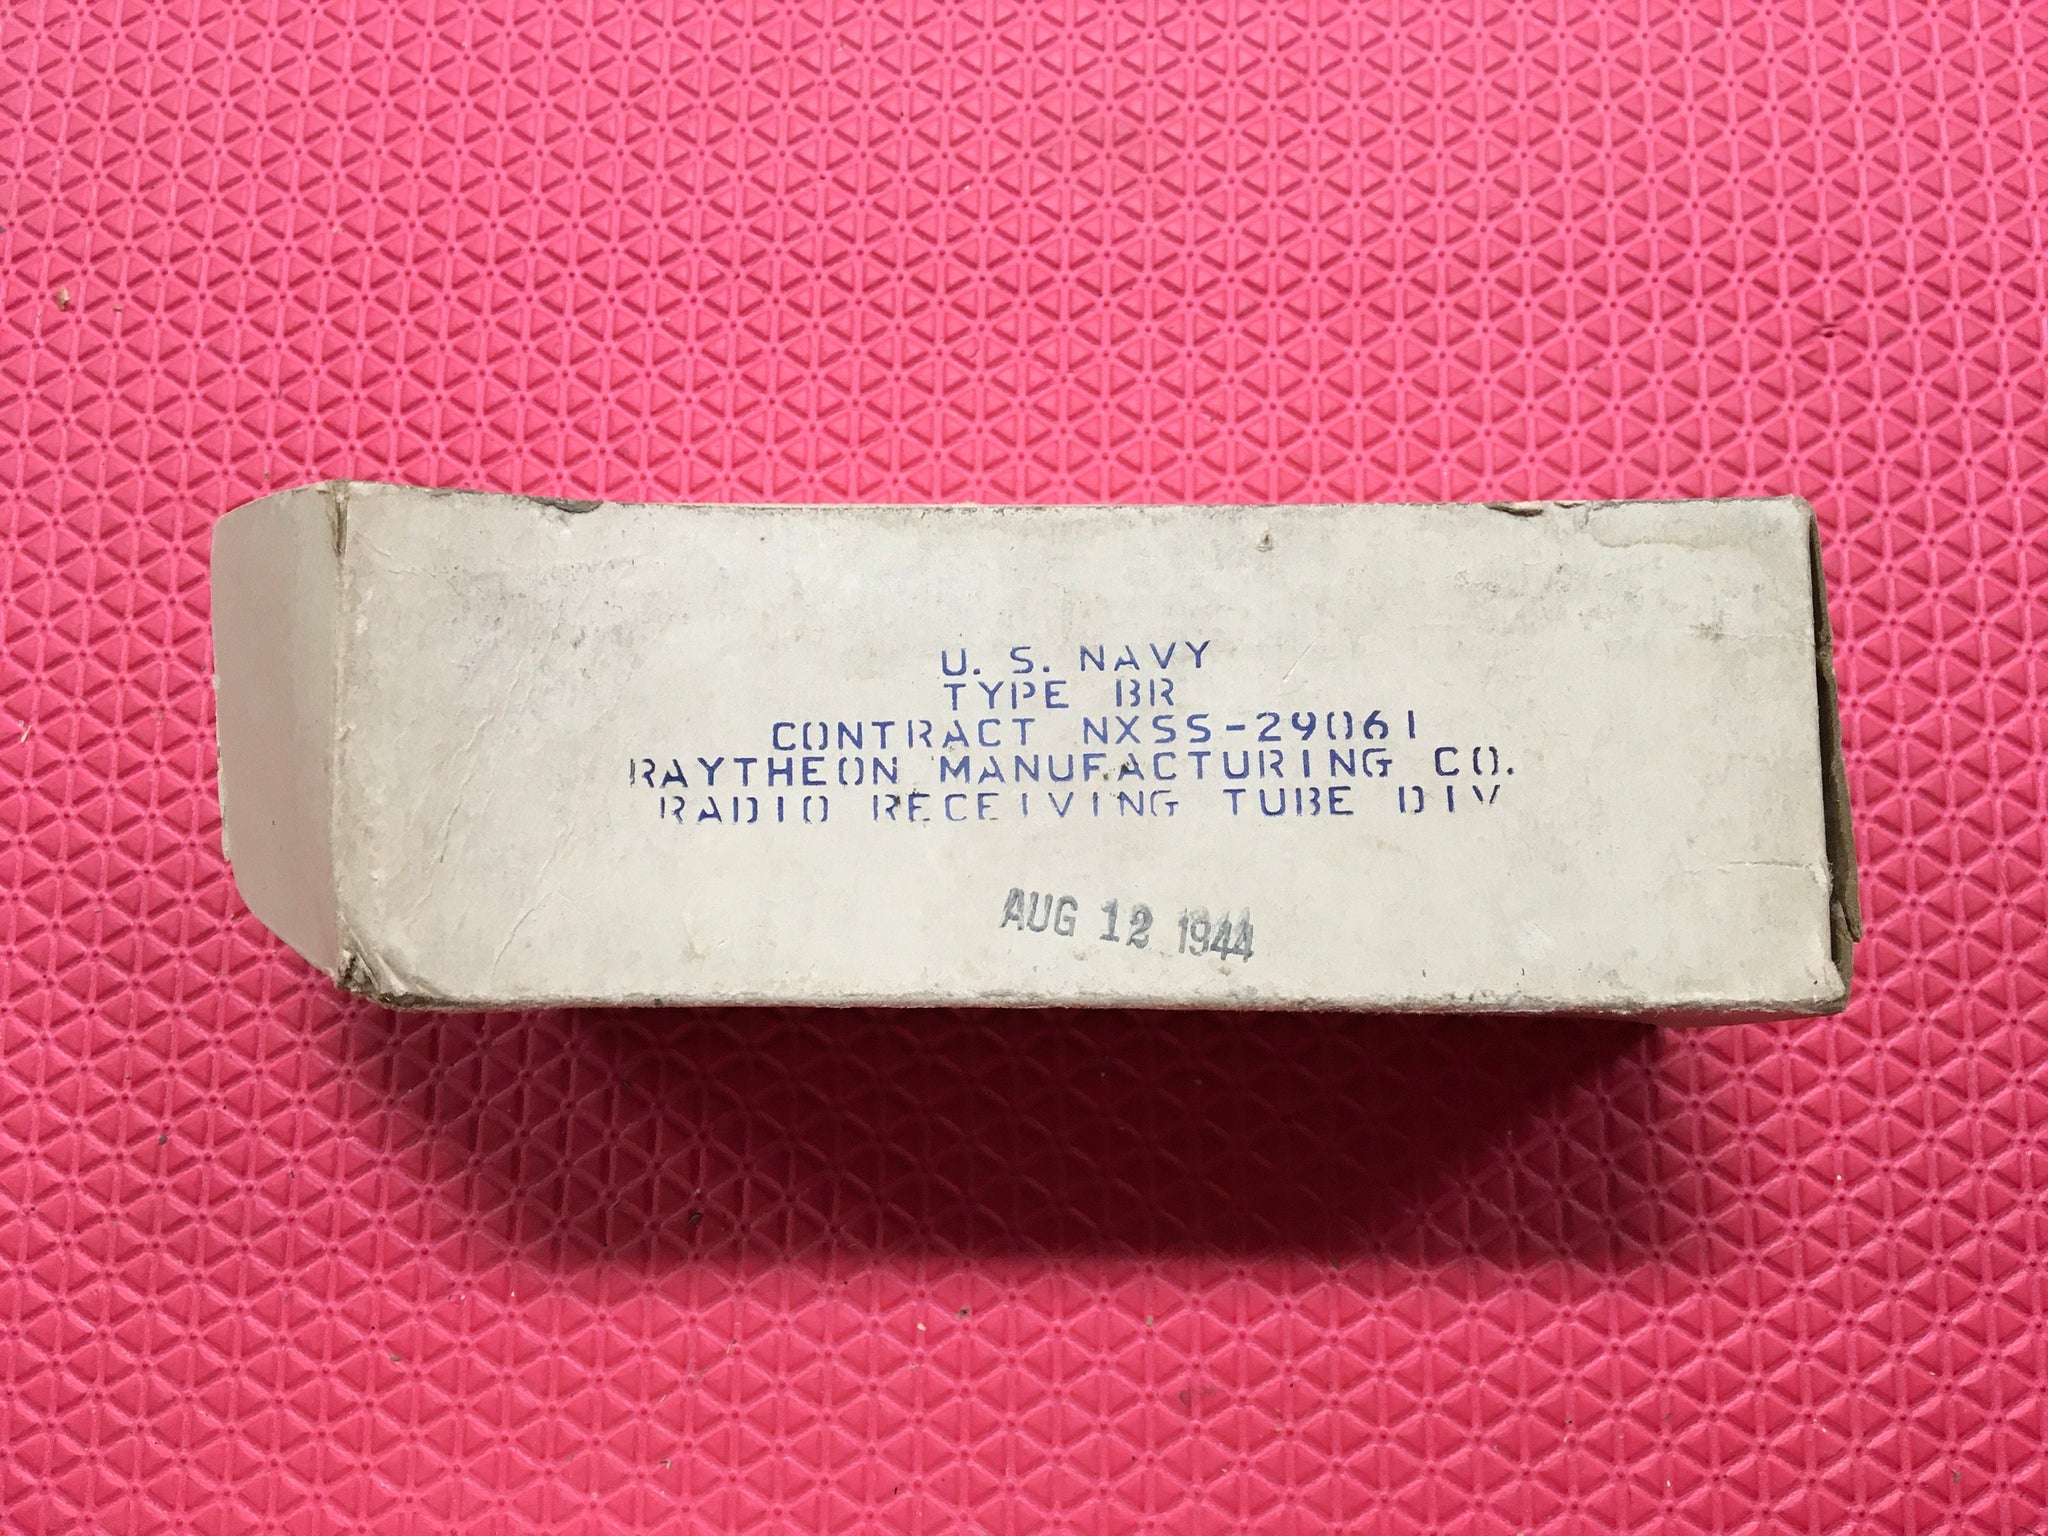 U. S. NAVY
TYPE BR
CONTRACT NXSS-29061
RAYTHEON MANUFACTURING CO.
RADIO RECEIVING TUBE DIV
AUG 12 1944